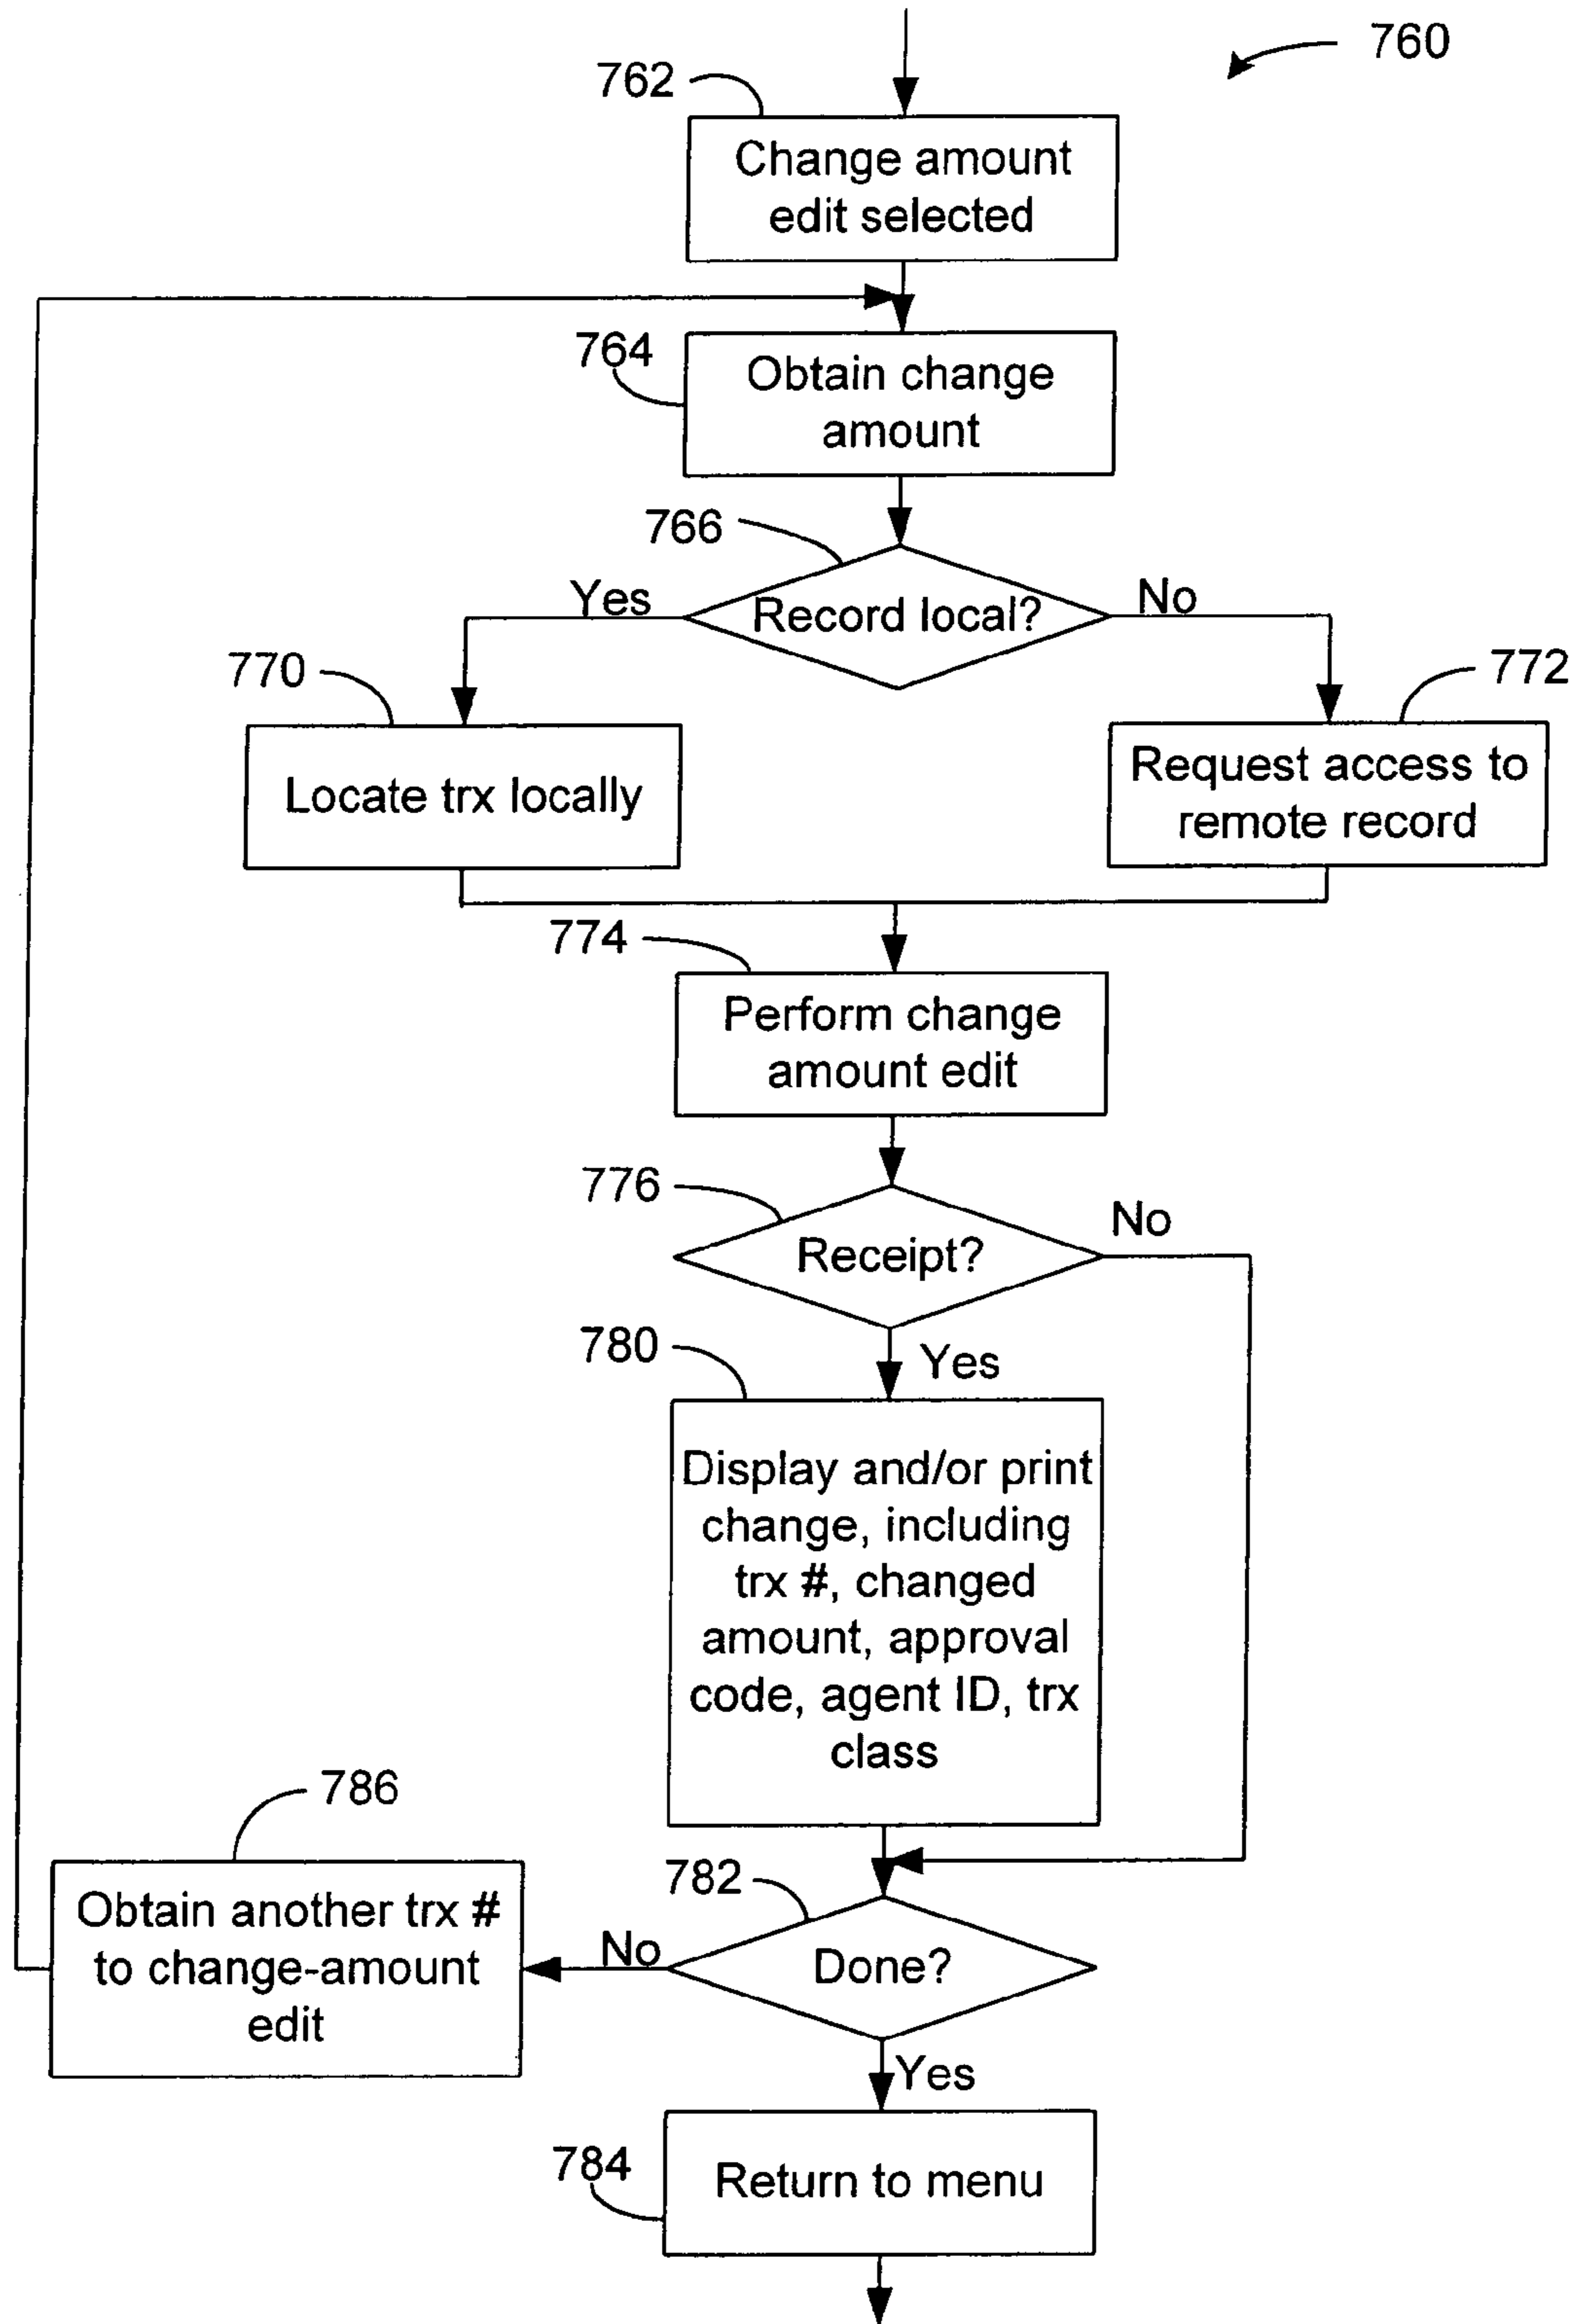 760
762
Change amount
edit selected
764
Obtain change
amount
766
Yes
Record local?
No
770
772
Locate trx locally
Request access to
remote record
774
Perform change
amount edit
776
Receipt?
No
780
Yes
Display and/or print
change, including
trx #, changed
amount, approval
code, agent ID, trx
class
786
782
Obtain another trx #
to change-amount
edit
No
Done?
Yes
784
Return to menu